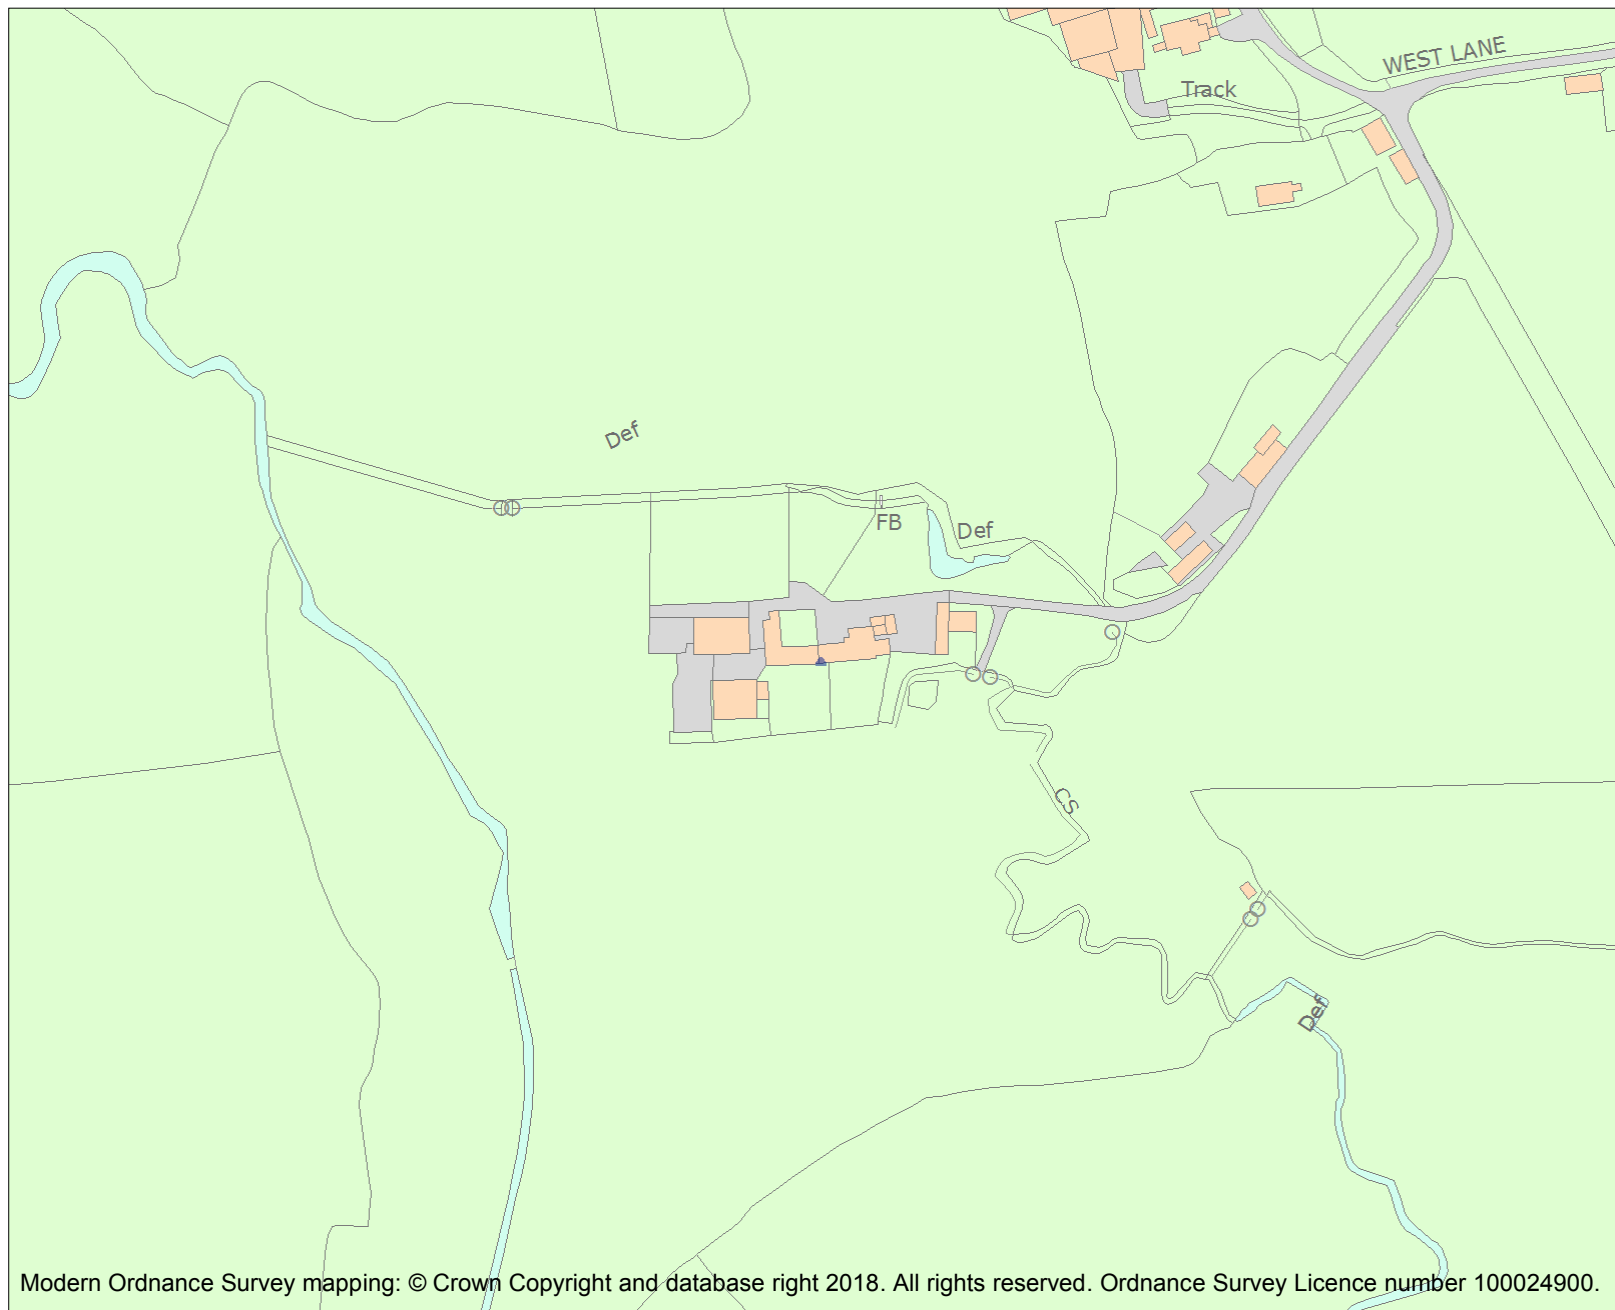 WEST LANE
Track
Def
FB
Def
CS
Def
Modern Ordnance Survey mapping: © Crown Copyright and database right 2018. All rights reserved. Ordnance Survey Licence number 100024900.